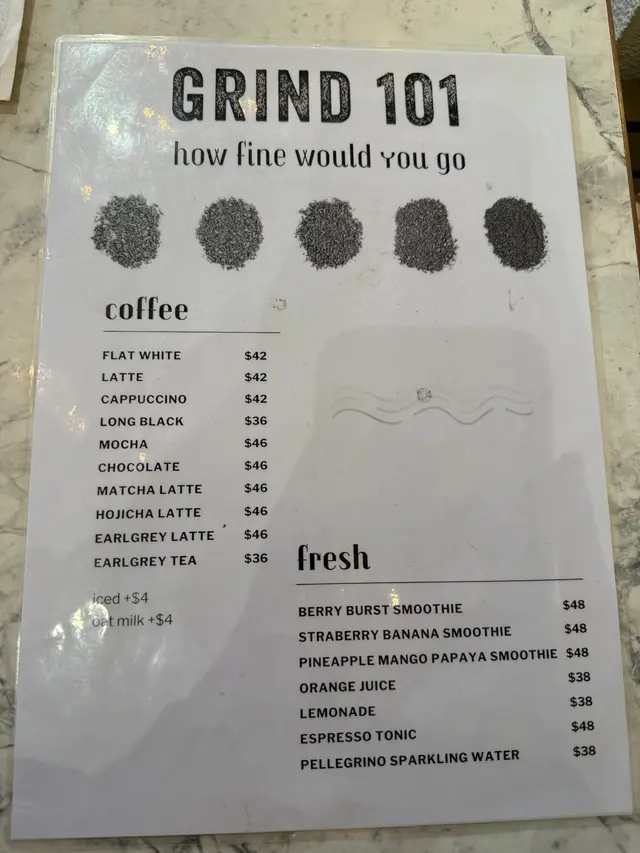 GRIND 101
how fine would you go
coffee
FLAT WHITE $42
LATTE $42
CAPPUCCINO $42
LONG BLACK $36
MOCHA $46
CHOCOLATE $46
MATCHA LATTE $46
HOJICHA LATTE $46
EARLGREY LATTE $46
EARLGREY TEA $36
iced +$4
oat milk +$4
fresh
BERRY BURST SMOOTHIE $48
STRABERRY BANANA SMOOTHIE $48
PINEAPPLE MANGO PAPAYA SMOOTHIE $48
ORANGE JUICE $38
LEMONADE $38
ESPRESSO TONIC $48
PELLEGRINO SPARKLING WATER $38